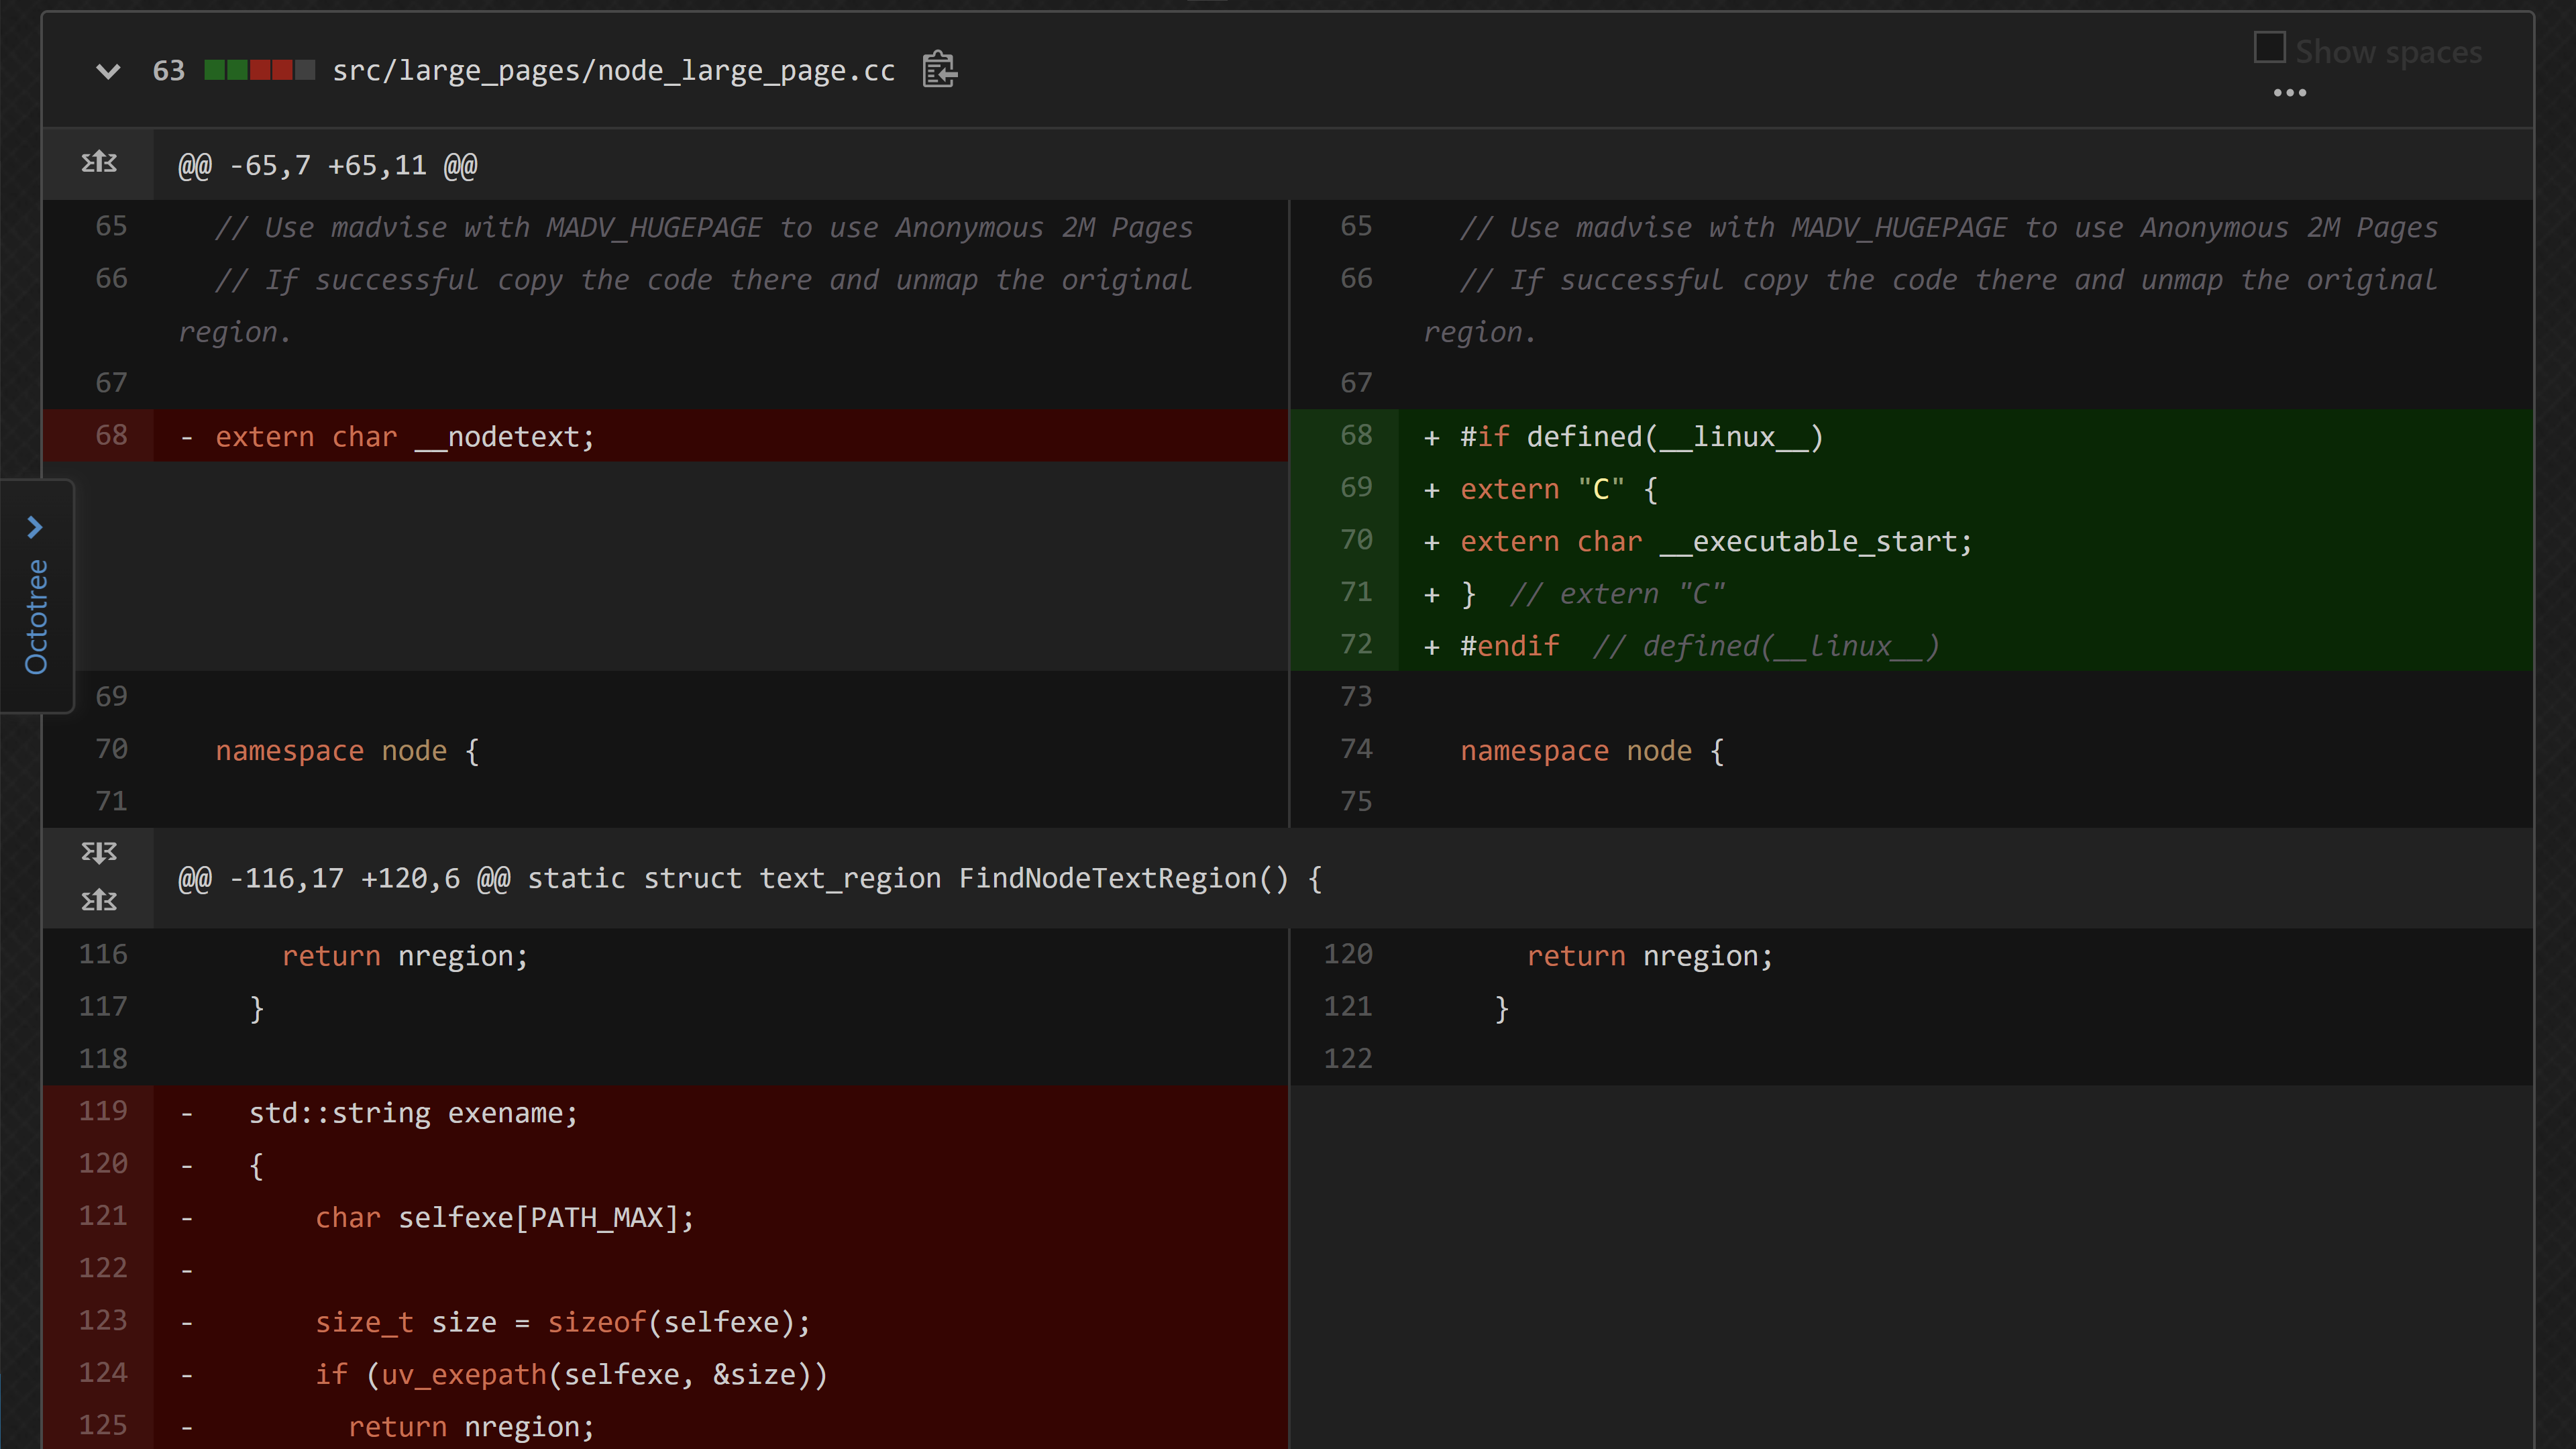 63 src/large_pages/node_large_page.cc
Show spaces
@@ -65,7 +65,11 @@
65 // Use madvise with MADV_HUGEPAGE to use Anonymous 2M Pages
66 // If successful copy the code there and unmap the original
region.
67
68 - extern char __nodetext;
69
70 namespace node {
71
65 // Use madvise with MADV_HUGEPAGE to use Anonymous 2M Pages
66 // If successful copy the code there and unmap the original
region.
67
68 + #if defined(__linux__)
69 + extern "C" {
70 + extern char __executable_start;
71 + }  // extern "C"
72 + #endif  // defined(__linux__)
73
74 namespace node {
75
Octotree
@@ -116,17 +120,6 @@ static struct text_region FindNodeTextRegion() {
116 return nregion;
117 }
118
119 - std::string exename;
120 - {
121 - char selfexe[PATH_MAX];
122 -
123 - size_t size = sizeof(selfexe);
124 - if (uv_exepath(selfexe, &size))
125 - return nregion;
120 return nregion;
121 }
122